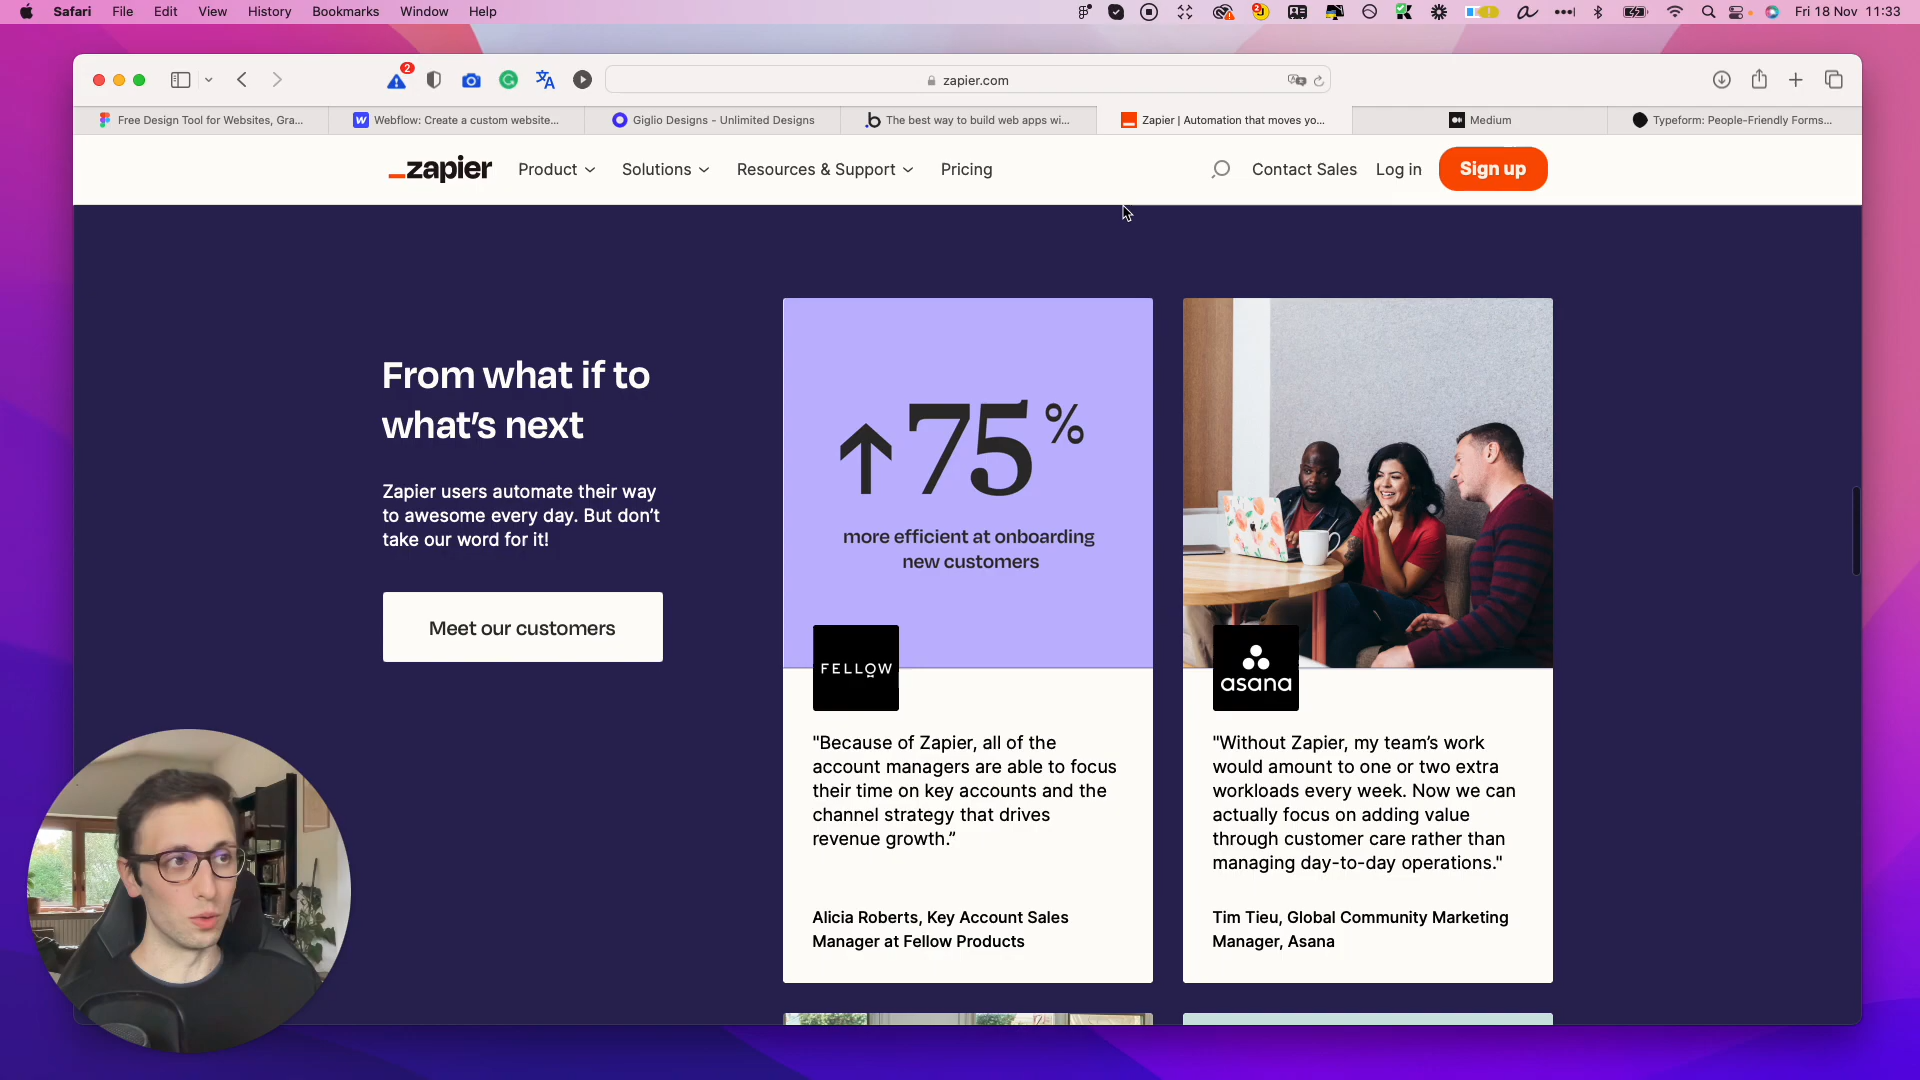 Safari File Edit View History Bookmarks Window Help
Fri 18 Nov 11:33
2
zapier.com
Free Design Tool for Websites, Gra...
Webflow: Create a custom website...
Giglio Designs - Unlimited Designs
The best way to build web apps wi...
Zapier | Automation that moves yo...
Medium
Typeform: People-Friendly Forms...
_zapier Product Solutions Resources & Support Pricing Contact Sales Log in Sign up
From what if to
what’s next
Zapier users automate their way
to awesome every day. But don’t
take our word for it!
Meet our customers
↑75%
more efficient at onboarding
new customers
FELLOW
"Because of Zapier, all of the
account managers are able to focus
their time on key accounts and the
channel strategy that drives
revenue growth.”
Alicia Roberts, Key Account Sales
Manager at Fellow Products
asana
"Without Zapier, my team’s work
would amount to one or two extra
workloads every week. Now we can
actually focus on adding value
through customer care rather than
managing day-to-day operations."
Tim Tieu, Global Community Marketing
Manager, Asana